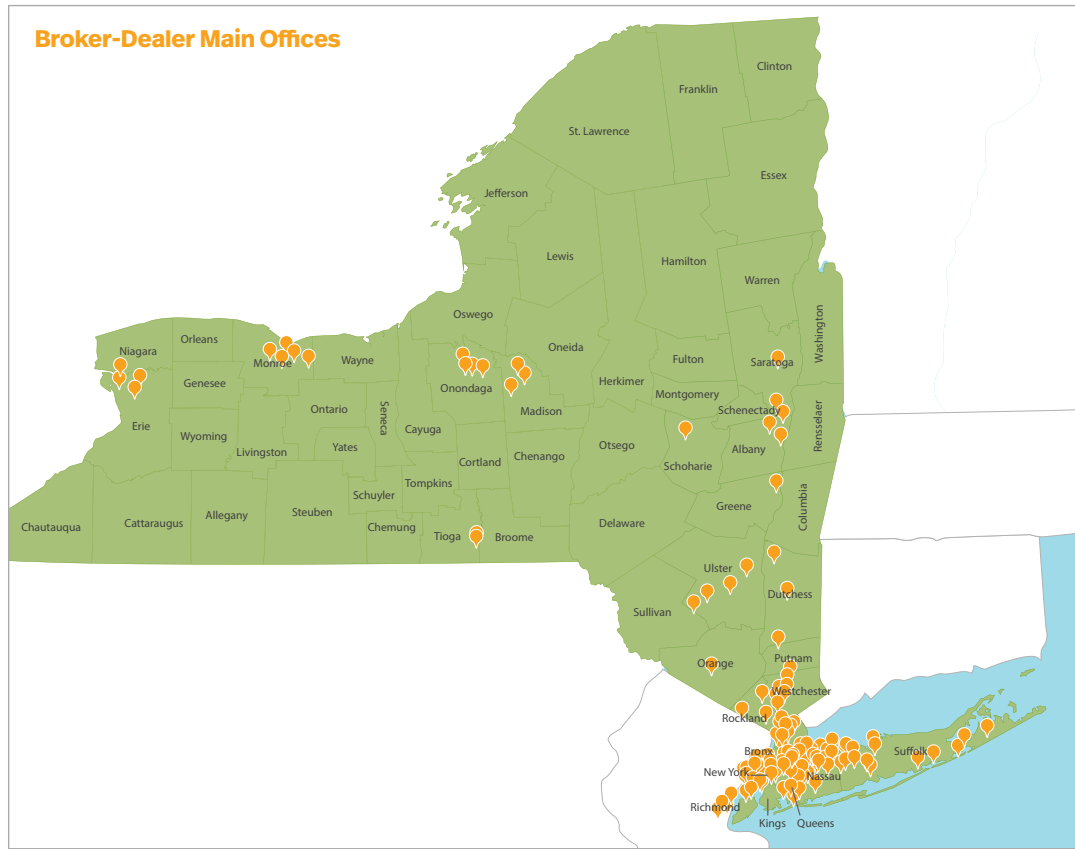 Broker-Dealer Main Offices
Clinton
Franklin
St. Lawrence
Essex
Jefferson
Lewis
Hamilton
Warren
Washington
Oswego
Oneida
Niagara
Orleans
Monroe
Wayne
Fulton
Saratoga
Genesee
Onondaga
Herkimer
Montgomery
Ontario
Seneca
Madison
Schenectady
Rensselaer
Erie
Wyoming
Livingston
Yates
Cayuga
Cortland
Chenango
Otsego
Schoharie
Albany
Tompkins
Schuyler
Columbia
Greene
Chautauqua
Cattaraugus
Allegany
Steuben
Chemung
Tioga
Broome
Delaware
Ulster
Dutchess
Sullivan
Orange
Putnam
Westchester
Rockland
Bronx
Suffolk
New York
Nassau
Richmond
Kings
Queens